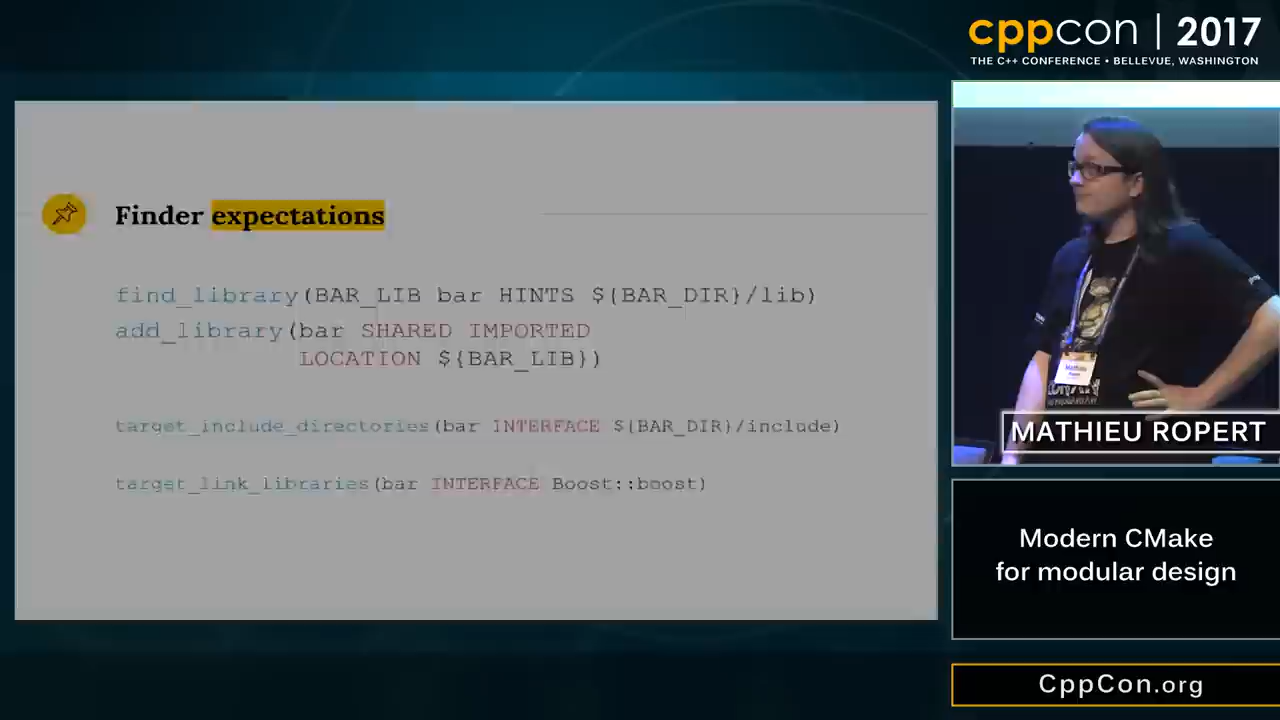 cppcon | 2017
THE C++ CONFERENCE • BELLEVUE, WASHINGTON
Finder expectations
find_library(BAR_LIB bar HINTS ${BAR_DIR}/lib)
add_library(bar SHARED IMPORTED
LOCATION ${BAR_LIB})
target_include_directories(bar INTERFACE ${BAR_DIR}/include)
target_link_libraries(bar INTERFACE Boost::boost)
Mathieu
MATHIEU ROPERT
Modern CMake
for modular design
CppCon.org